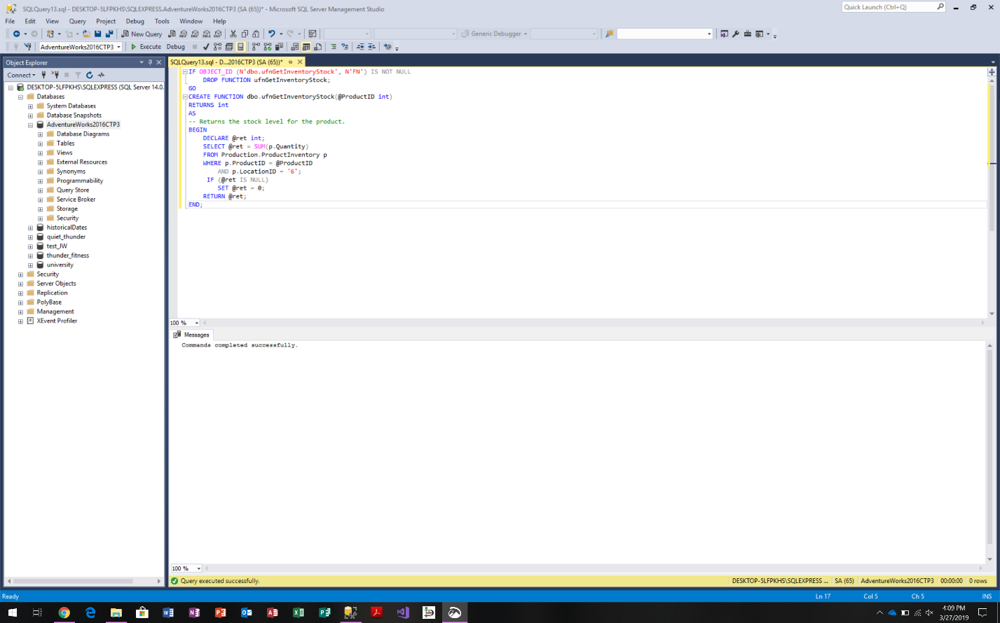 SQLQuery13.sql - DESKTOP-5LFPKHS\SQLEXPRESS.AdventureWorks2016CTP3 (SA (65))* - Microsoft SQL Server Management Studio
Quick Launch (Ctrl+Q)
File Edit View Query Project Debug Tools Window Help
New Query
Generic Debugger
AdventureWorks2016CTP3 Execute Debug
Object Explorer
SQLQuery13.sql - D...2016CTP3 (SA (65))*
Connect
DESKTOP-5LFPKHS\SQLEXPRESS (SQL Server 14.0.
Databases
System Databases
Database Snapshots
AdventureWorks2016CTP3
Database Diagrams
Tables
Views
External Resources
Synonyms
Programmability
Query Store
Service Broker
Storage
Security
historicalDates
quiet_thunder
test_JW
thunder_fitness
university
Security
Server Objects
Replication
PolyBase
Management
XEvent Profiler
IF OBJECT_ID (N'dbo.ufnGetInventoryStock', N'FN') IS NOT NULL
DROP FUNCTION ufnGetInventoryStock;
GO
CREATE FUNCTION dbo.ufnGetInventoryStock(@ProductID int)
RETURNS int
AS
-- Returns the stock level for the product.
BEGIN
DECLARE @ret int;
SELECT @ret = SUM(p.Quantity)
FROM Production.ProductInventory p
WHERE p.ProductID = @ProductID
AND p.LocationID = '6';
IF (@ret IS NULL)
SET @ret = 0;
RETURN @ret;
END;
100 %
Messages
Commands completed successfully.
100 %
Query executed successfully.
DESKTOP-5LFPKHS\SQLEXPRESS ... SA (65) AdventureWorks2016CTP3 00:00:00 0 rows
Ready
Ln 17 Col 5 Ch 5 INS
4:09 PM
3/27/2019